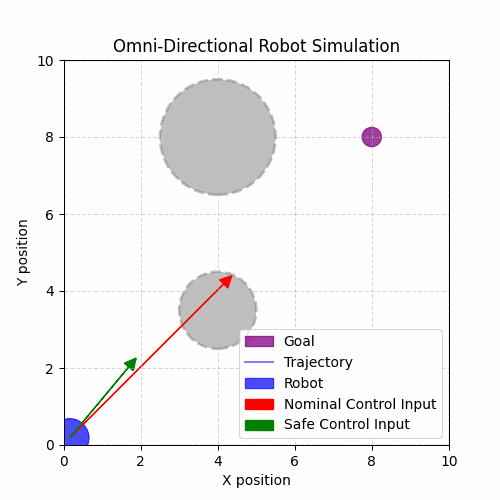 Omni-Directional Robot Simulation
10
8
6
4
2
0
Y position
0 2 4 6 8 10
X position
Goal
Trajectory
Robot
Nominal Control Input
Safe Control Input